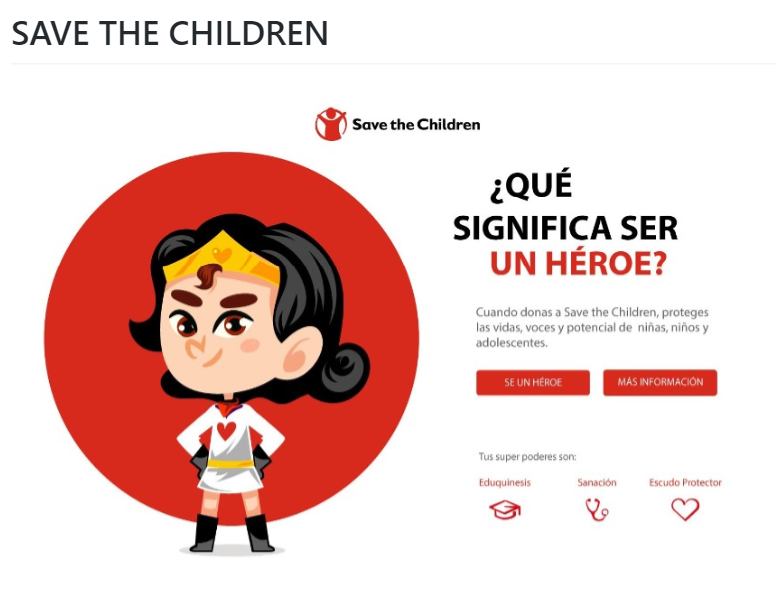 SAVE THE CHILDREN
Save the Children
¿QUÉ
SIGNIFICA SER
UN HÉROE?
Cuando donas a Save the Children, proteges
las vidas, voces y potencial de niñas, niños y
adolescentes.
SE UN HÉROE
MÁS INFORMACIÓN
Tus super poderes son:
Eduquinesis
Sanación
Escudo Protector